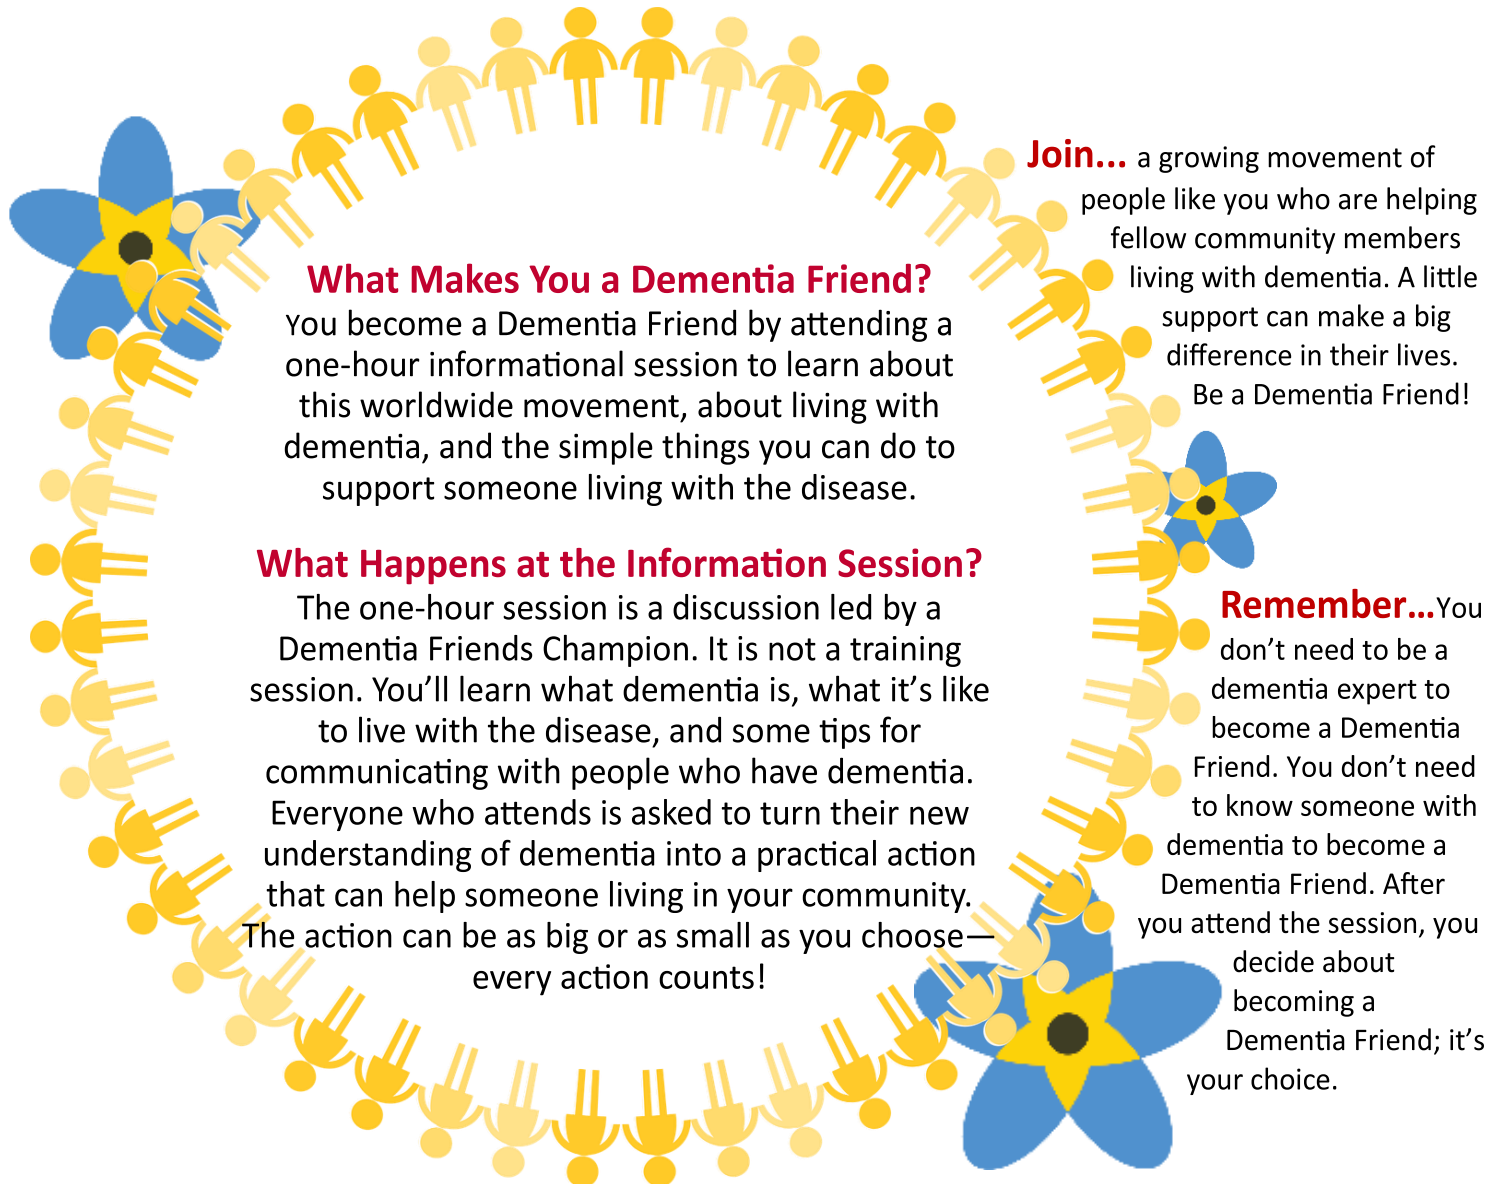 What Makes You a Dementia Friend?
You become a Dementia Friend by attending a
one-hour informational session to learn about
this worldwide movement, about living with
dementia, and the simple things you can do to
support someone living with the disease.
What Happens at the Information Session?
The one-hour session is a discussion led by a
Dementia Friends Champion. It is not a training
session. You’ll learn what dementia is, what it’s like
to live with the disease, and some tips for
communicating with people who have dementia.
Everyone who attends is asked to turn their new
understanding of dementia into a practical action
that can help someone living in your community.
The action can be as big or as small as you choose—
every action counts!
Join... a growing movement of
people like you who are helping
fellow community members
living with dementia. A little
support can make a big
difference in their lives.
Be a Dementia Friend!
Remember…You
don’t need to be a
dementia expert to
become a Dementia
Friend. You don’t need
to know someone with
dementia to become a
Dementia Friend. After
you attend the session, you
decide about
becoming a
Dementia Friend; it’s
your choice.